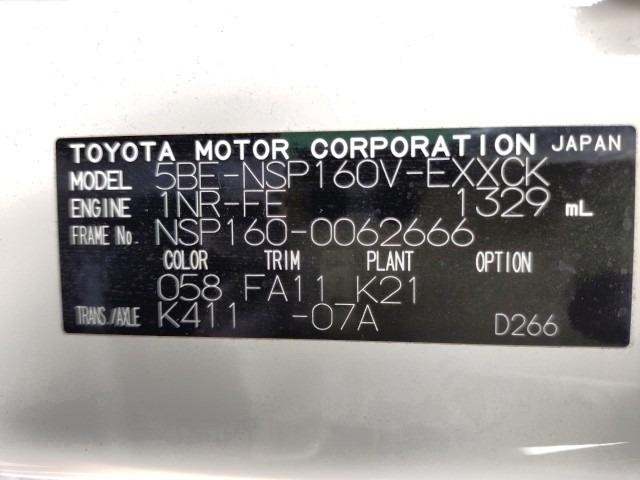 TOYOTA MOTOR CORPORATION JAPAN
MODEL 5BE-NSP160V-EXXCK
ENGINE 1NR-FE 1329 mL
FRAME No. NSP160-0062666
COLOR TRIM PLANT OPTION
058 FA11 K21
TRANS./AXLE K411 -07A D266